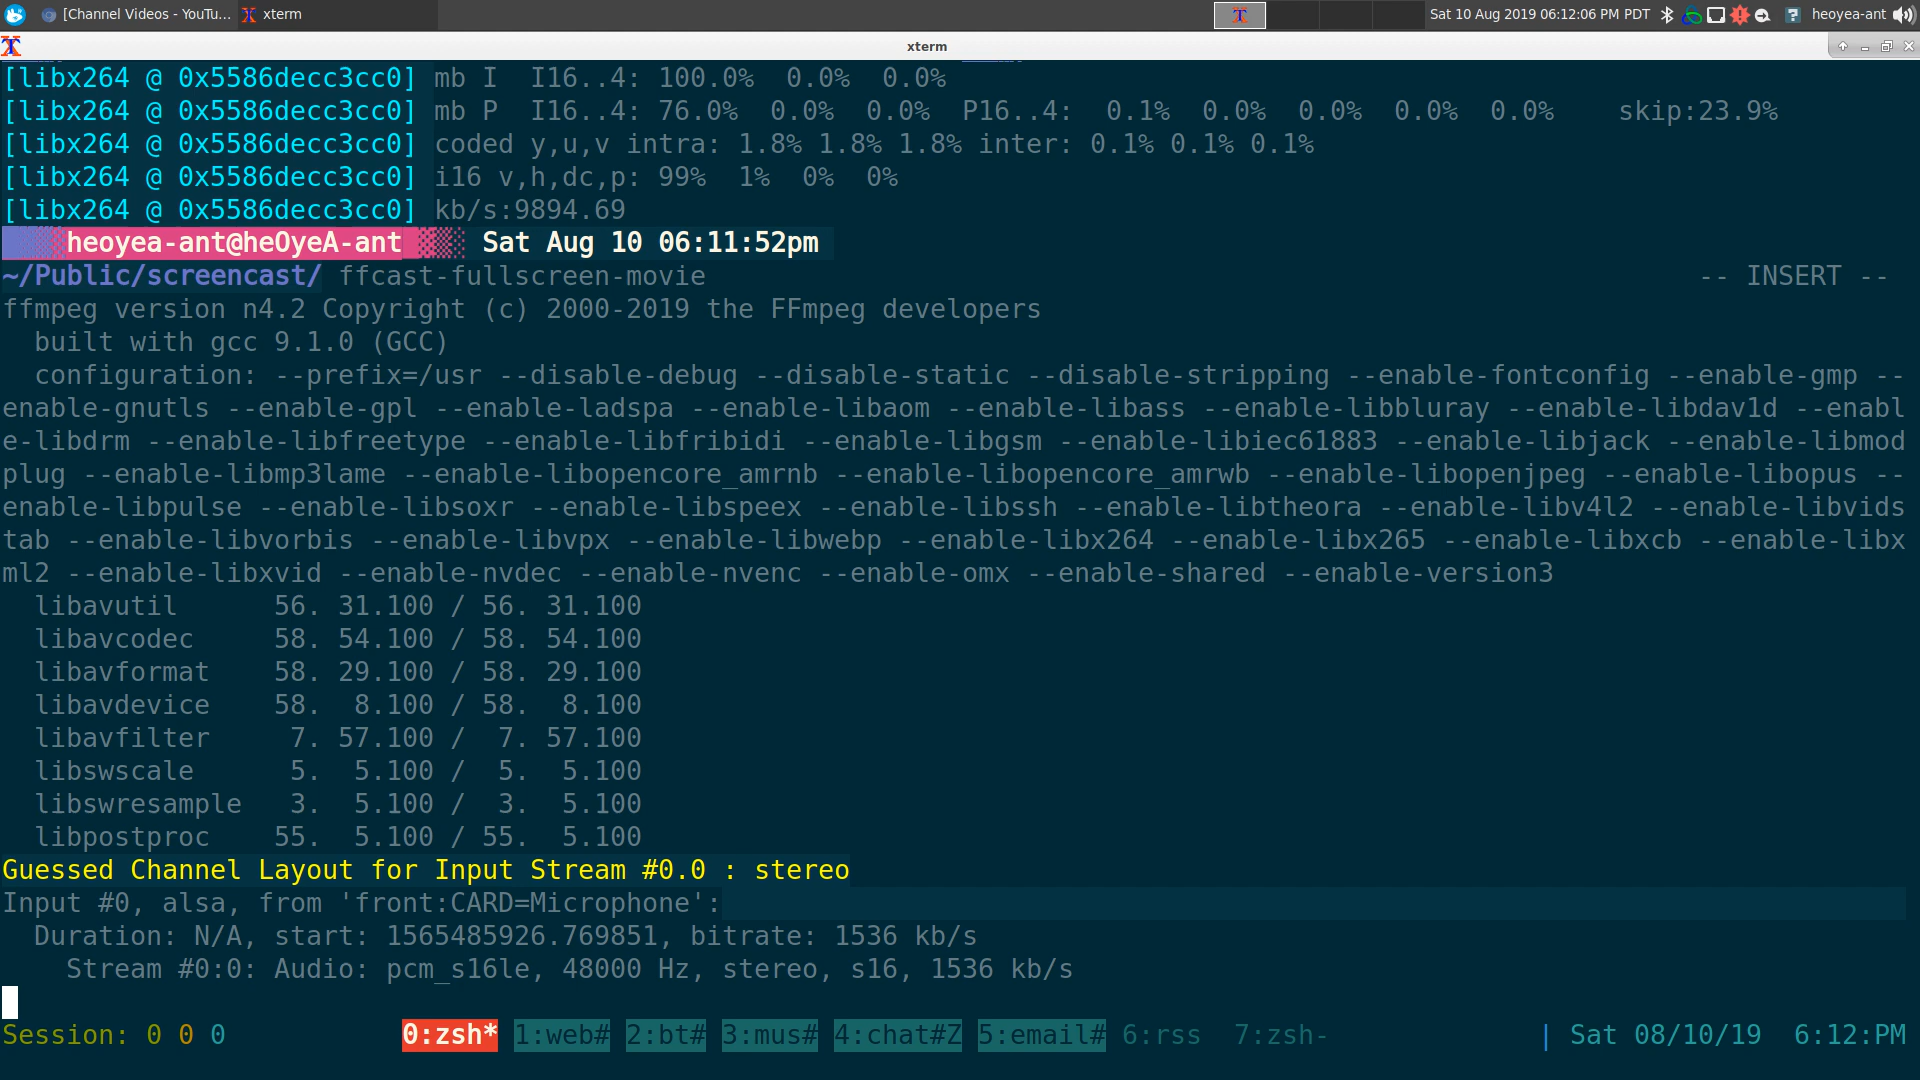 [Channel Videos - YouTu...
xterm
Sat 10 Aug 2019 06:12:06 PM PDT
heoyea-ant
xterm
[libx264 @ 0x5586decc3cc0] mb I  I16..4: 100.0%  0.0%  0.0%
[libx264 @ 0x5586decc3cc0] mb P  I16..4: 76.0%  0.0%  0.0%  P16..4:  0.1%  0.0%  0.0%  0.0%  0.0%    skip:23.9%
[libx264 @ 0x5586decc3cc0] coded y,u,v intra: 1.8% 1.8% 1.8% inter: 0.1% 0.1% 0.1%
[libx264 @ 0x5586decc3cc0] i16 v,h,dc,p: 99%  1%  0%  0%
[libx264 @ 0x5586decc3cc0] kb/s:9894.69
heoyea-ant@heOyeA-ant Sat Aug 10 06:11:52pm
~/Public/screencast/ ffcast-fullscreen-movie -- INSERT --
ffmpeg version n4.2 Copyright (c) 2000-2019 the FFmpeg developers
  built with gcc 9.1.0 (GCC)
  configuration: --prefix=/usr --disable-debug --disable-static --disable-stripping --enable-fontconfig --enable-gmp --
enable-gnutls --enable-gpl --enable-ladspa --enable-libaom --enable-libass --enable-libbluray --enable-libdav1d --enabl
e-libdrm --enable-libfreetype --enable-libfribidi --enable-libgsm --enable-libiec61883 --enable-libjack --enable-libmod
plug --enable-libmp3lame --enable-libopencore_amrnb --enable-libopencore_amrwb --enable-libopenjpeg --enable-libopus --
enable-libpulse --enable-libsoxr --enable-libspeex --enable-libssh --enable-libtheora --enable-libv4l2 --enable-libvids
tab --enable-libvorbis --enable-libvpx --enable-libwebp --enable-libx264 --enable-libx265 --enable-libxcb --enable-libx
ml2 --enable-libxvid --enable-nvdec --enable-nvenc --enable-omx --enable-shared --enable-version3
  libavutil      56. 31.100 / 56. 31.100
  libavcodec     58. 54.100 / 58. 54.100
  libavformat    58. 29.100 / 58. 29.100
  libavdevice    58.  8.100 / 58.  8.100
  libavfilter     7. 57.100 /  7. 57.100
  libswscale      5.  5.100 /  5.  5.100
  libswresample   3.  5.100 /  3.  5.100
  libpostproc    55.  5.100 / 55.  5.100
Guessed Channel Layout for Input Stream #0.0 : stereo
Input #0, alsa, from 'front:CARD=Microphone':
  Duration: N/A, start: 1565485926.769851, bitrate: 1536 kb/s
    Stream #0:0: Audio: pcm_s16le, 48000 Hz, stereo, s16, 1536 kb/s
Session: 0 0 0 0:zsh* 1:web# 2:bt# 3:mus# 4:chat#Z 5:email# 6:rss 7:zsh- | Sat 08/10/19 6:12:PM